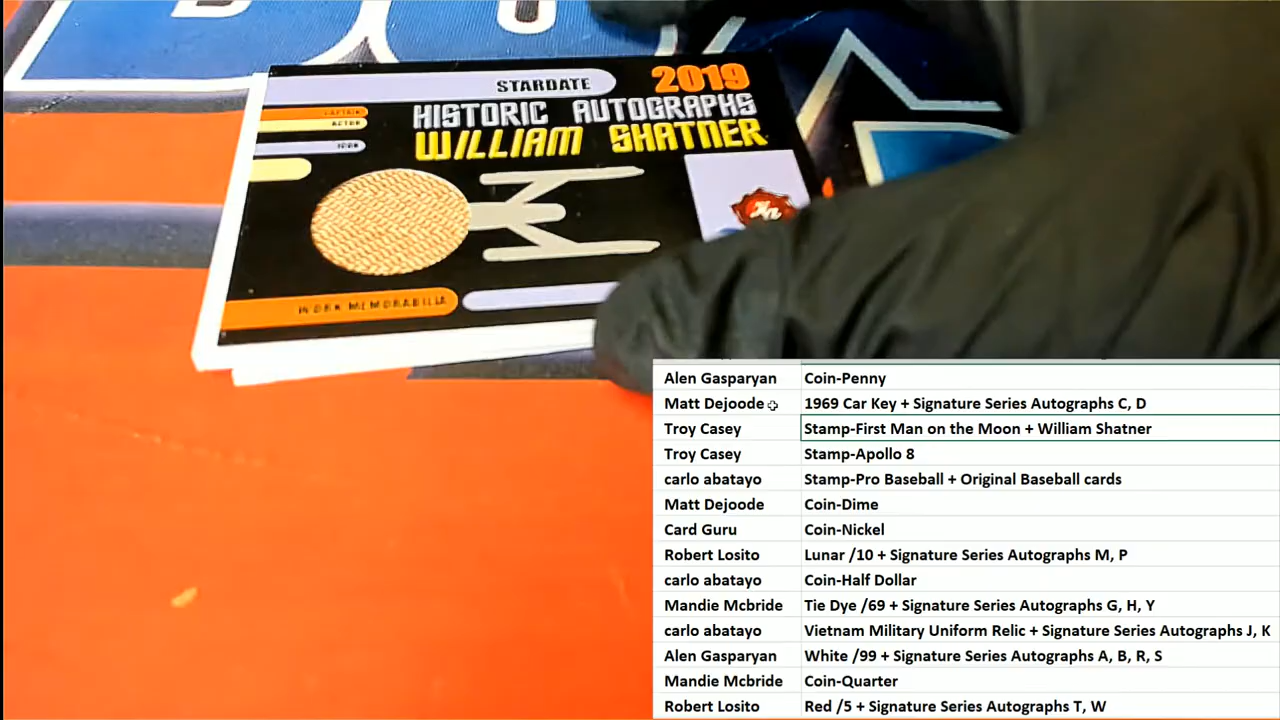 STARDATE 2019
HISTORIC AUTOGRAPHS
WILLIAM SHATNER
CAPTAIN
ACTOR
ICON
WORN MEMORABILIA
Alen Gasparyan Coin-Penny
Matt Dejoode 1969 Car Key + Signature Series Autographs C, D
Troy Casey Stamp-First Man on the Moon + William Shatner
Troy Casey Stamp-Apollo 8
carlo abatayo Stamp-Pro Baseball + Original Baseball cards
Matt Dejoode Coin-Dime
Card Guru Coin-Nickel
Robert Losito Lunar /10 + Signature Series Autographs M, P
carlo abatayo Coin-Half Dollar
Mandie Mcbride Tie Dye /69 + Signature Series Autographs G, H, Y
carlo abatayo Vietnam Military Uniform Relic + Signature Series Autographs J, K
Alen Gasparyan White /99 + Signature Series Autographs A, B, R, S
Mandie Mcbride Coin-Quarter
Robert Losito Red /5 + Signature Series Autographs T, W